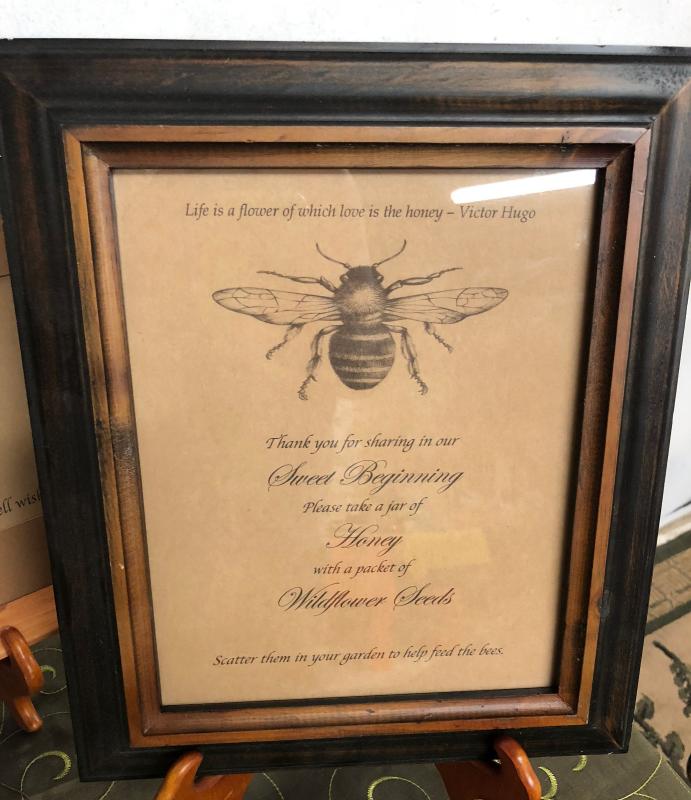 Life is a flower of which love is the honey – Victor Hugo
Thank you for sharing in our
Sweet Beginning
Please take a jar of
Honey
with a packet of
Wildflower Seeds
Scatter them in your garden to help feed the bees.
ell wish